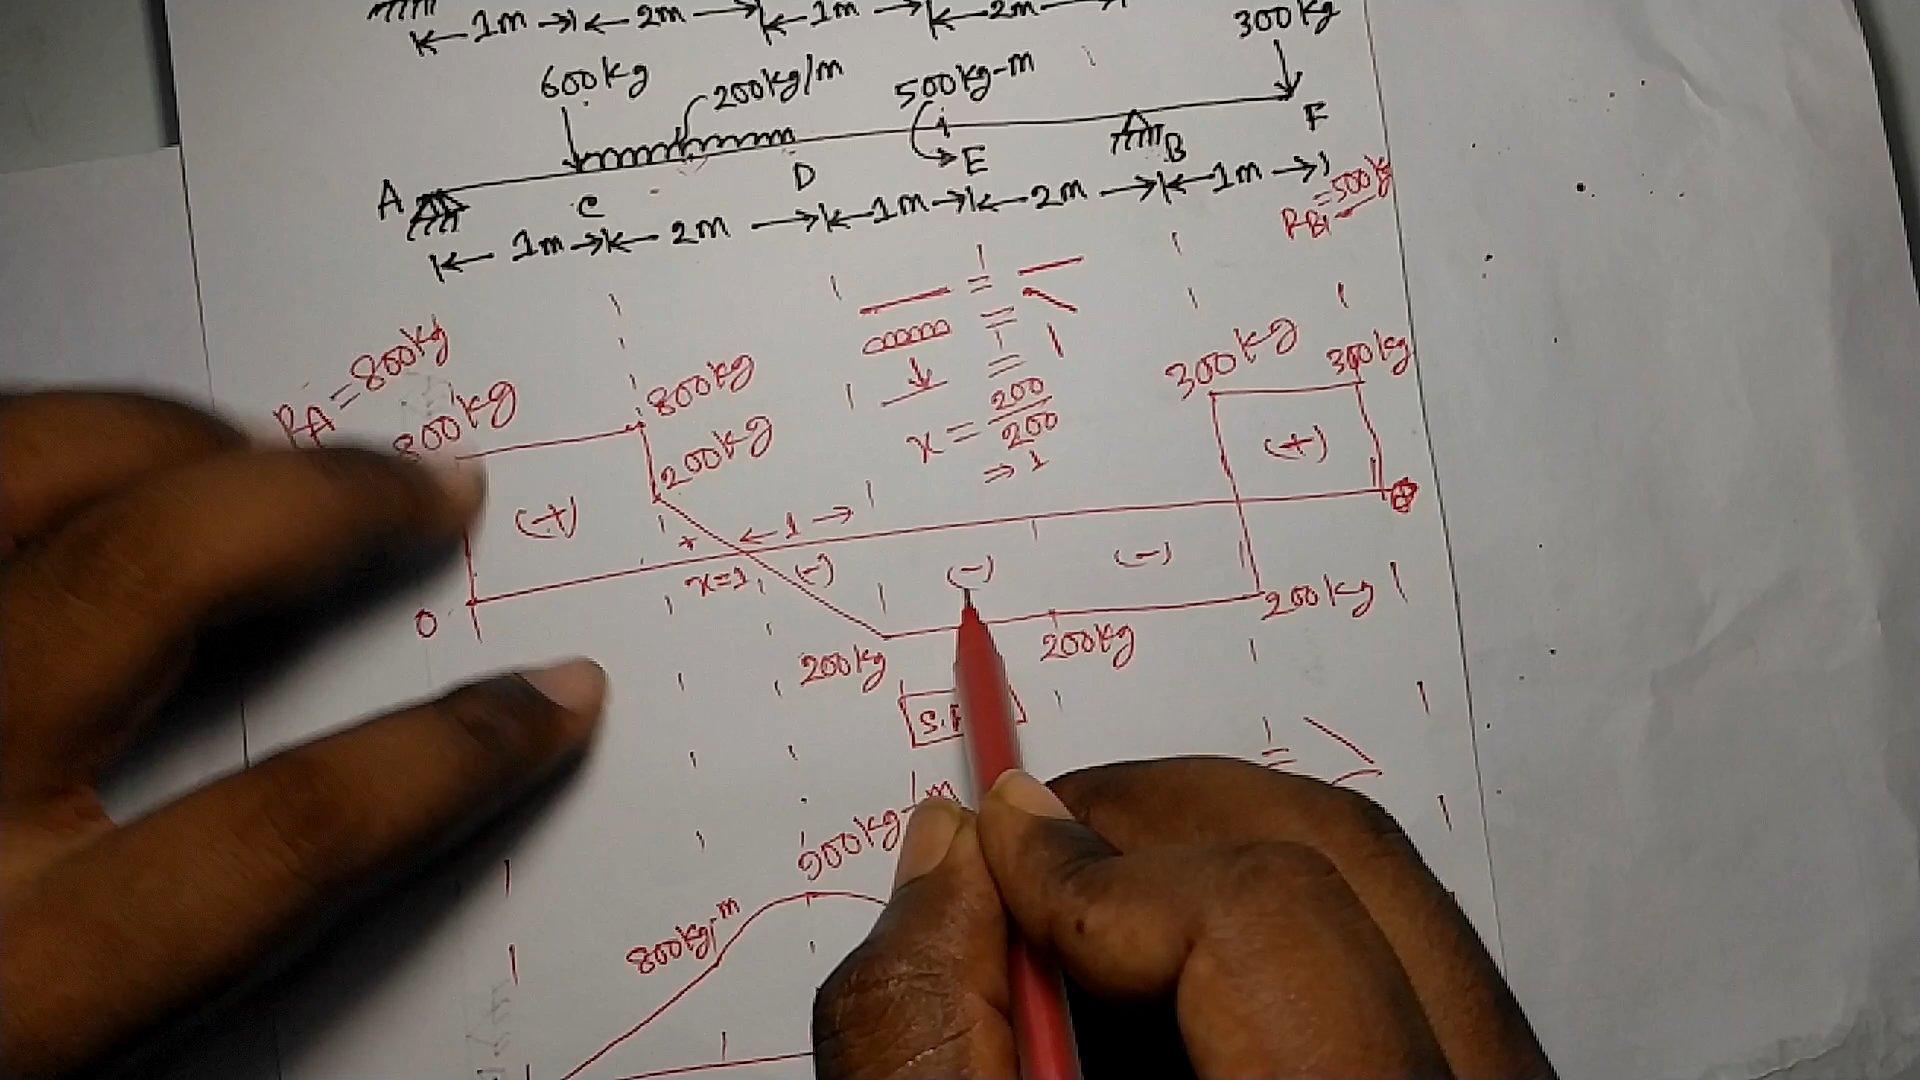 1m 2m 1m 2m
300kg
600kg 200kg/m 500kg-m
A C D E B F
1m 2m 1m 2m 1m
RB = 500kg
RA = 800kg
=
=
=
x = 200/200
⇒ 1
800kg 800kg 300kg 300kg
200kg
(+) (+)
← 1 →
0 x=1 (-) (-) (-)
200kg 200kg 200kg
900kg-m
800kg-m
=